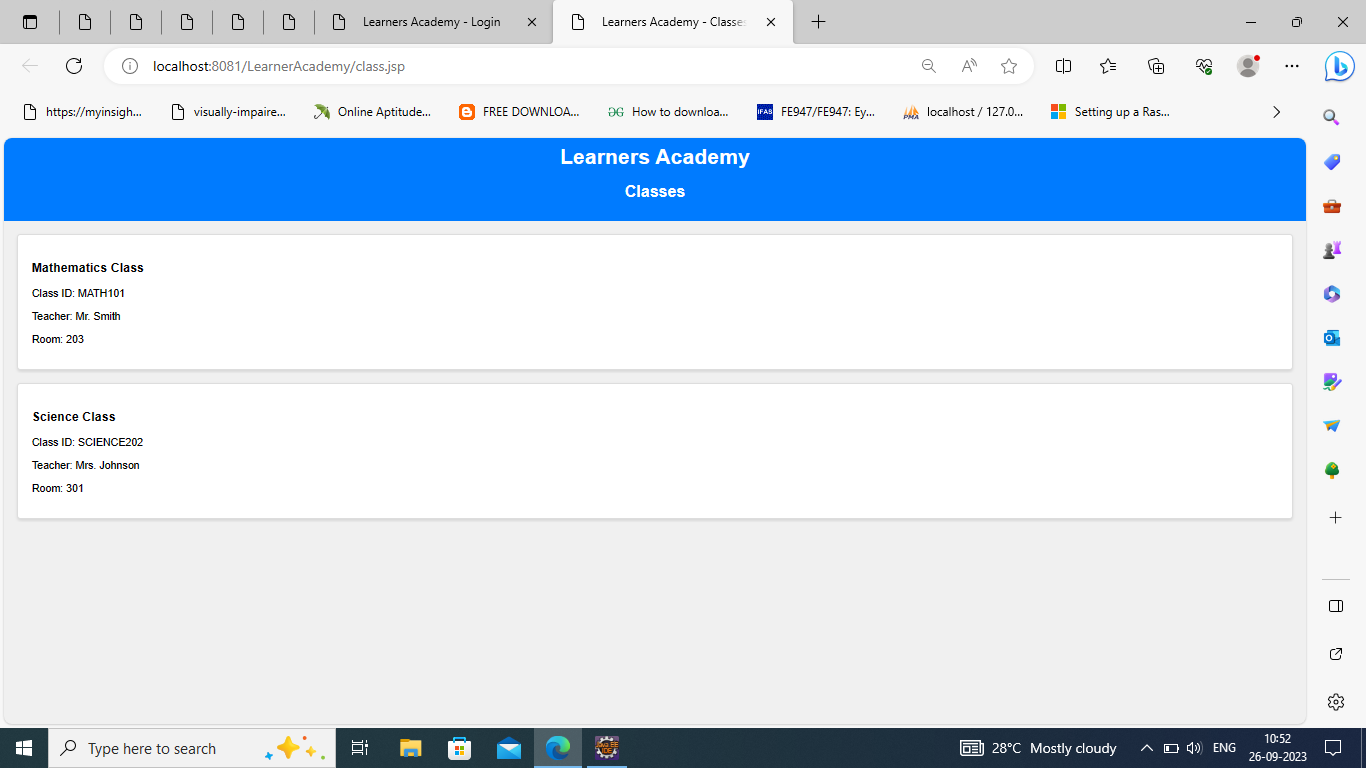 Learners Academy - Login
Learners Academy - Classes
localhost:8081/LearnerAcademy/class.jsp
https://myinsigh...
visually-impaire...
Online Aptitude...
FREE DOWNLOA...
How to downloa...
IFAS
FE947/FE947: Ey...
PMA
localhost / 127.0...
Setting up a Ras...
Learners Academy
Classes
Mathematics Class
Class ID: MATH101
Teacher: Mr. Smith
Room: 203
Science Class
Class ID: SCIENCE202
Teacher: Mrs. Johnson
Room: 301
Type here to search
28°C Mostly cloudy
ENG
10:52
26-09-2023